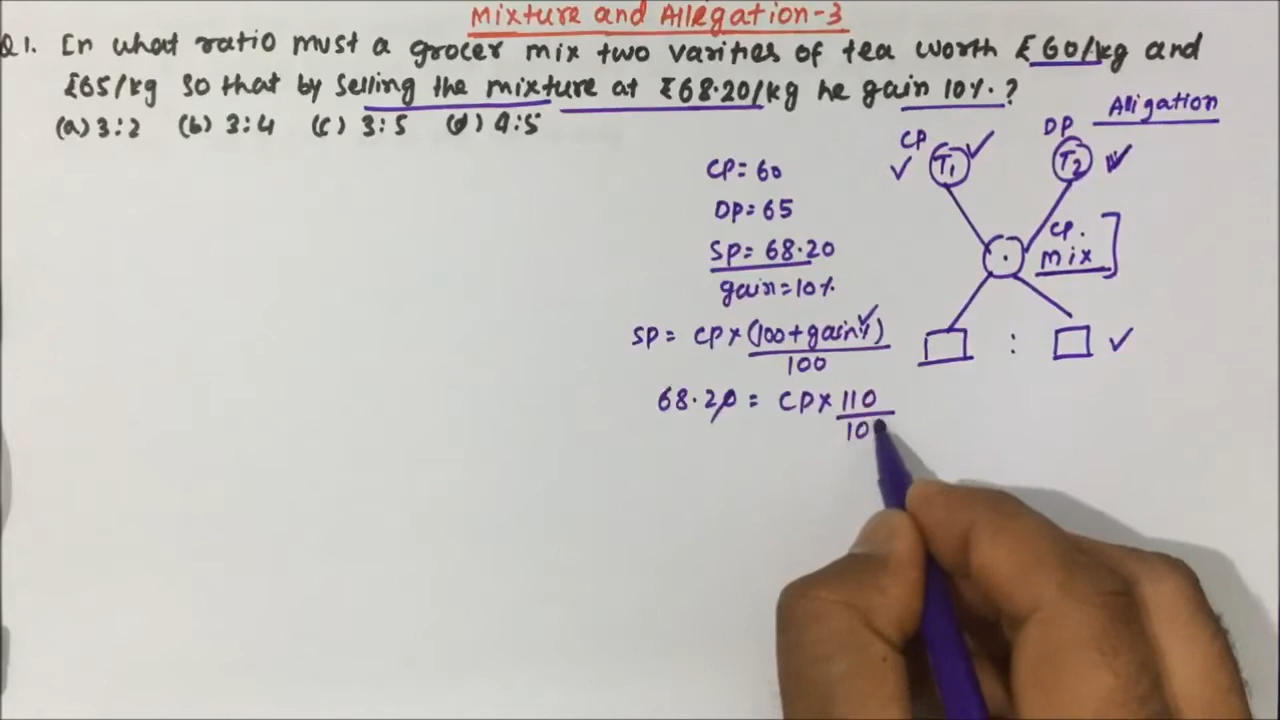 Mixture and Allegation-3
Q1. In what ratio must a grocer mix two varities of tea worth ₹60/kg and
₹65/kg so that by selling the mixture at ₹68.20/kg he gain 10%.?
(a) 3:2 (b) 3:4 (c) 3:5 (d) 4:5
Alligation
CP DP
T1 T2
CP.
mix
:
CP= 60
DP= 65
SP= 68.20
gain=10%
SP= CP×(100+gain%)
100
68.20 = CP×110
100